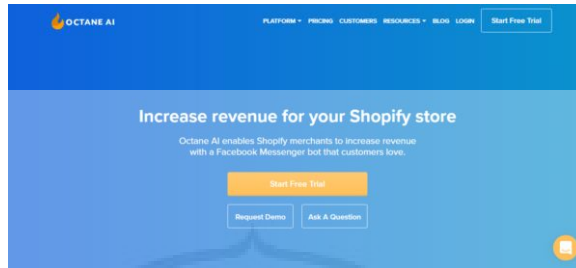 OCTANE AI
PLATFORM PRICING CUSTOMERS RESOURCES BLOG LOGIN Start Free Trial
Increase revenue for your Shopify store
Octane AI enables Shopify merchants to increase revenue
with a Facebook Messenger bot that customers love.
Start Free Trial
Request Demo Ask A Question